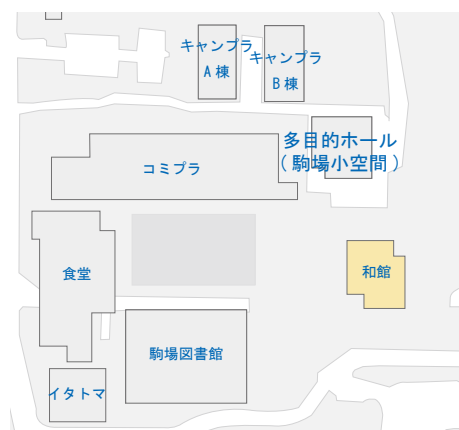 キャンプラ
A棟
キャンプラ
B棟
多目的ホール
(駒場小空間)
コミプラ
食堂
和館
駒場図書館
イタトマ